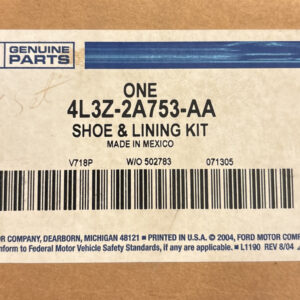 GENUINE
PARTS
ONE
4L3Z-2A753-AA
SHOE & LINING KIT
MADE IN MEXICO
V718P W/O 502783 071305
R COMPANY, DEARBORN, MICHIGAN 48121 • PRINTED IN U.S.A. © 2004, FORD MOTOR COMP
nform to Federal Motor Vehicle Safety Standards, if any are applicable. ■ L1190 REV 8/04